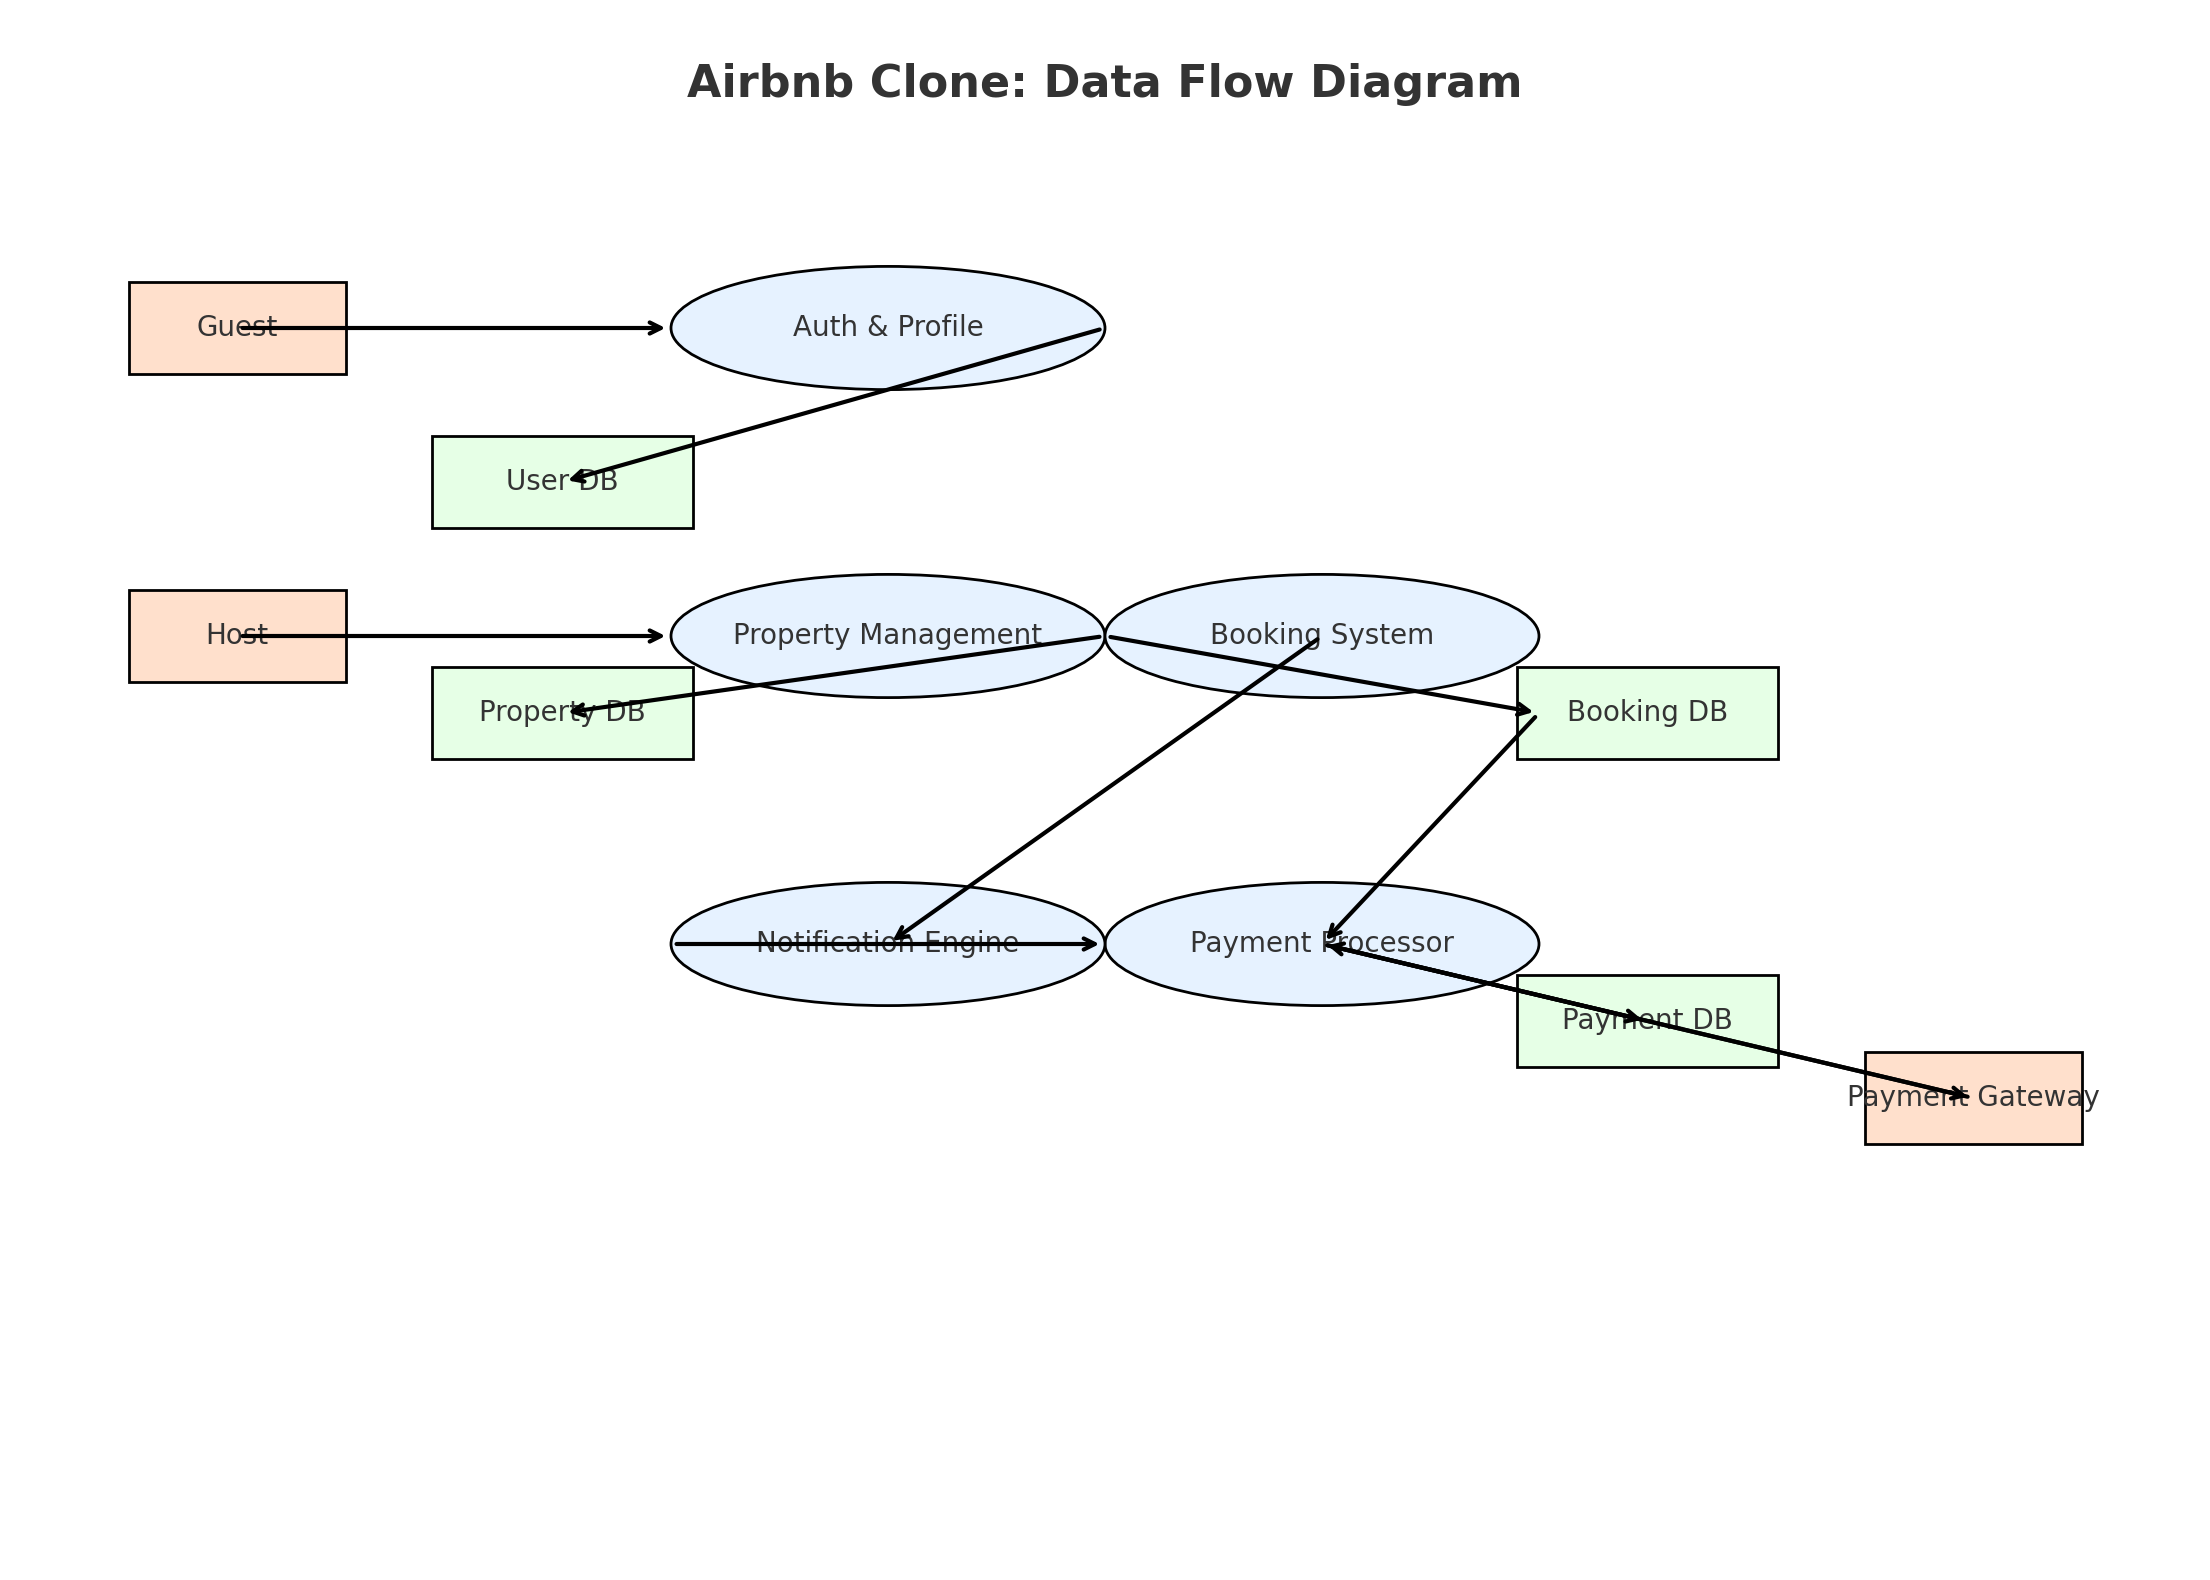 Airbnb Clone: Data Flow Diagram
Guest
Auth & Profile
User DB
Host
Property Management
Booking System
Property DB
Booking DB
Notification Engine
Payment Processor
Payment DB
Payment Gateway